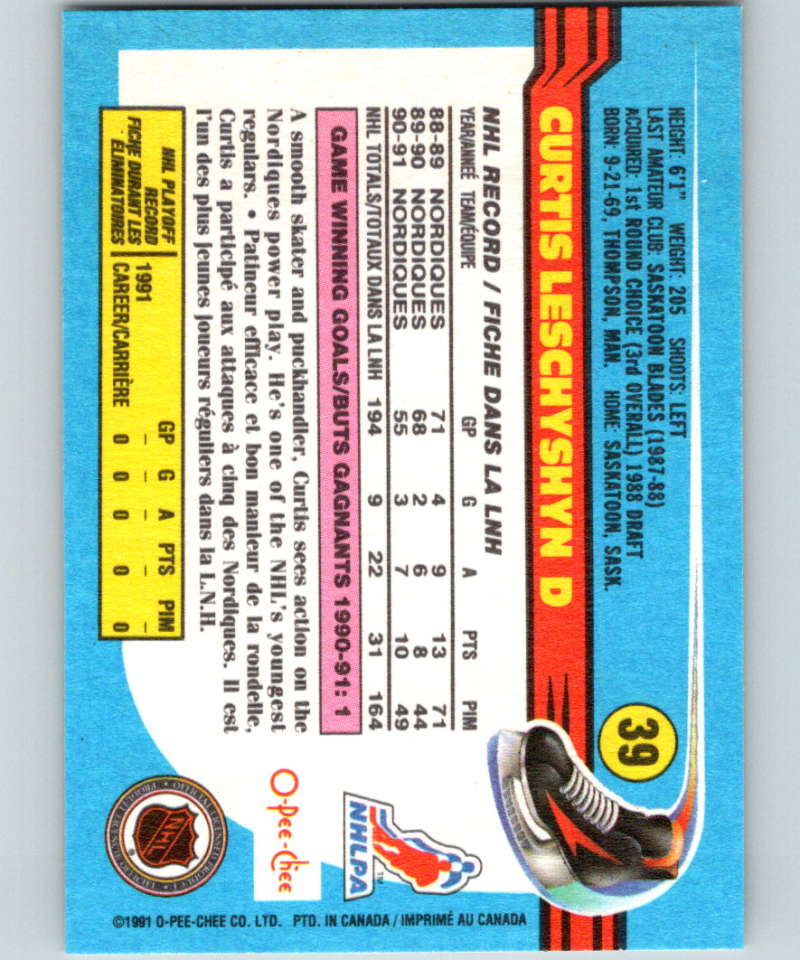 HEIGHT: 6'1" WEIGHT: 205 SHOOTS: LEFT
LAST AMATEUR CLUB: SASKATOON BLADES (1987-88)
ACQUIRED: 1st ROUND CHOICE (3rd OVERALL) 1988 DRAFT
BORN: 9-21-69, THOMPSON, MAN. HOME: SASKATOON, SASK.
39
CURTIS LESCHYSHYN D
NHL RECORD / FICHE DANS LA LNH
YEAR/ANNÉE TEAM/ÉQUIPE GP G A PTS PIM
88-89 NORDIQUES 71 4 9 13 71
89-90 NORDIQUES 68 2 6 8 44
90-91 NORDIQUES 55 3 7 10 49
NHL TOTALS/TOTAUX DANS LA LNH 194 9 22 31 164
GAME WINNING GOALS/BUTS GAGNANTS 1990-91: 1
A smooth skater and puckhandler, Curtis sees action on the
Nordiques power play. He's one of the NHL's youngest
regulars. • Patineur efficace et bon manieur de la rondelle,
Curtis a participé aux attaques à cinq des Nordiques. Il est
l'un des plus jeunes joueurs réguliers dans la L.N.H.
NHL PLAYOFF
RECORD
FICHE DURANT LES
ÉLIMINATOIRES
GP G A PTS PIM
1991 – – – – –
CAREER/CARRIÈRE 0 0 0 0 0
NHLPA
TM
O-Pee-Chee
NHL
®
©1991 O-PEE-CHEE CO. LTD. PTD. IN CANADA / IMPRIMÉ AU CANADA